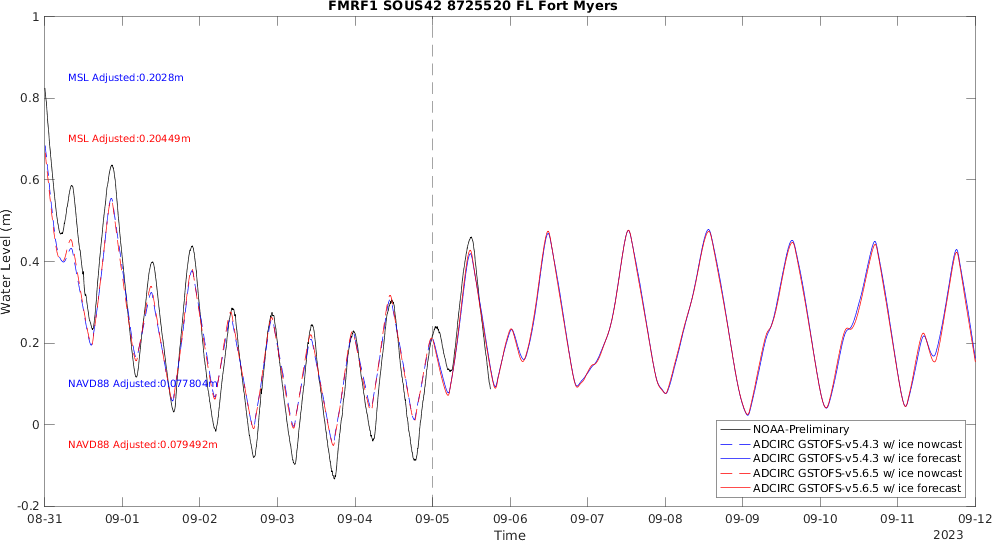 FMRF1 SOUS42 8725520 FL Fort Myers
1
0.8
0.6
0.4
0.2
0
-0.2
Water Level (m)
MSL Adjusted:0.2028m
MSL Adjusted:0.20449m
NAVD88 Adjusted:0.077804m
NAVD88 Adjusted:0.079492m
NOAA-Preliminary
ADCIRC GSTOFS-v5.4.3 w/ ice nowcast
ADCIRC GSTOFS-v5.4.3 w/ ice forecast
ADCIRC GSTOFS-v5.6.5 w/ ice nowcast
ADCIRC GSTOFS-v5.6.5 w/ ice forecast
08-31 09-01 09-02 09-03 09-04 09-05 09-06 09-07 09-08 09-09 09-10 09-11 09-12
Time
2023